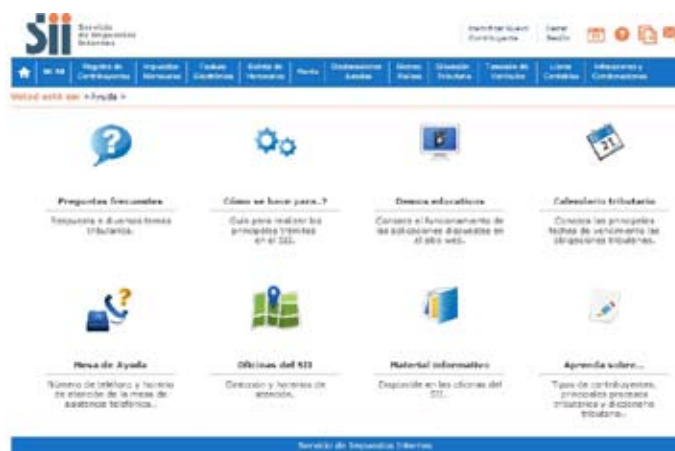 Sii Servicio
de Impuestos
Internos
Identificar Nuevo
Contribuyente
Cerrar
Sesión
Mi SII
Registro de
Contribuyentes
Impuestos
Mensuales
Factura
Electrónica
Boleta de
Honorarios
Renta
Declaraciones
Juradas
Bienes
Raíces
Situación
Tributaria
Tasación de
Vehículos
Libros
Contables
Infracciones y
Condonaciones
Usted está en: > Ayuda >
21
Preguntas frecuentes
Respuesta a diversos temas
tributarios.
Cómo se hace para..?
Guía para realizar los
principales trámites
en el SII.
Demos educativos
Conozca el funcionamiento de
las aplicaciones dispuestas en
el sitio web.
Calendario tributario
Conozca las principales
fechas de vencimiento las
obligaciones tributarias.
Mesa de Ayuda
Número de teléfono y horario
de atención de la mesa de
asistencia telefónica.
Oficinas del SII
Dirección y horarios de
atención.
Material informativo
Disponible en las oficinas del
SII.
Aprenda sobre...
Tipos de contribuyentes,
principales procesos
tributarios y diccionario
tributario.
Servicio de Impuestos Internos